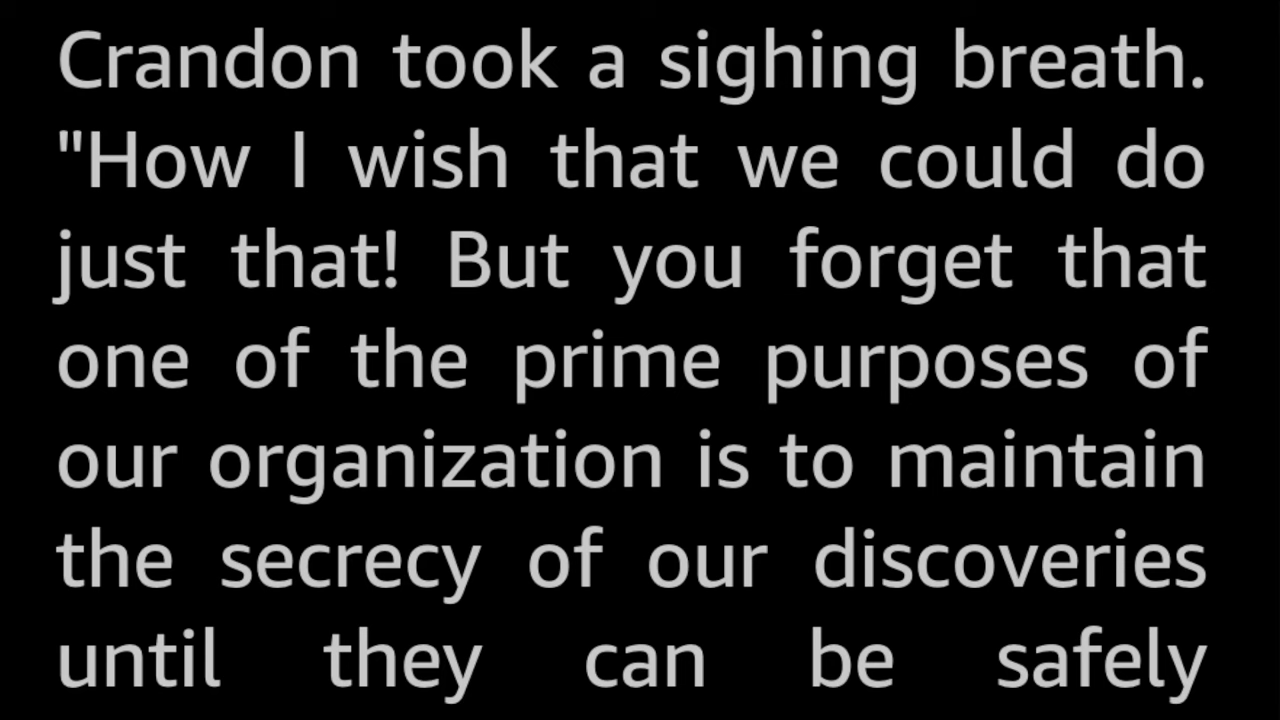 Crandon took a sighing breath.
"How I wish that we could do
just that! But you forget that
one of the prime purposes of
our organization is to maintain
the secrecy of our discoveries
until they can be safely